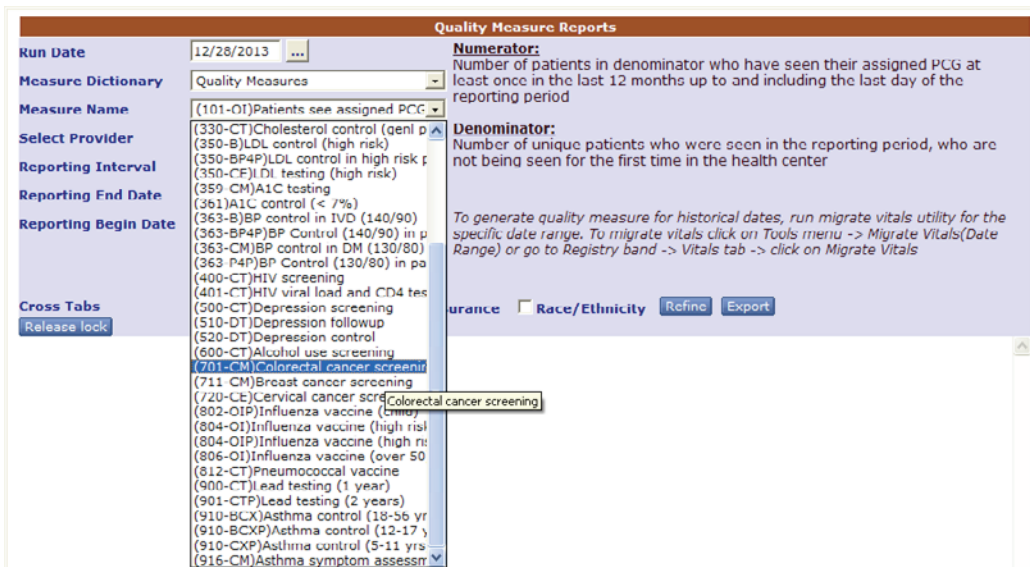 Quality Measure Reports
Run Date 12/28/2013 ...
Measure Dictionary Quality Measures
Measure Name (101-OI)Patients see assigned PCG
Select Provider
Reporting Interval
Reporting End Date
Reporting Begin Date
Cross Tabs
Release lock
(330-CT)Cholesterol control (genl p
(350-B)LDL control (high risk)
(350-BP4P)LDL control in high risk p
(350-CE)LDL testing (high risk)
(359-CM)A1C testing
(361)A1C control (< 7%)
(363-B)BP control in IVD (140/90)
(363-BP4P)BP Control (140/90) in p
(363-CM)BP control in DM (130/80)
(363-P4P)BP Control (130/80) in pa
(400-CT)HIV screening
(401-CT)HIV viral load and CD4 tes
(500-CT)Depression screening
(510-DT)Depression followup
(520-DT)Depression control
(600-CT)Alcohol use screening
(701-CM)Colorectal cancer screenin
(711-CM)Breast cancer screening
(720-CE)Cervical cancer scre
Colorectal cancer screening
(802-OIP)Influenza vaccine (child)
(804-OI)Influenza vaccine (high risk
(804-OIP)Influenza vaccine (high ris
(806-OI)Influenza vaccine (over 50
(812-CT)Pneumococcal vaccine
(900-CT)Lead testing (1 year)
(901-CTP)Lead testing (2 years)
(910-BCX)Asthma control (18-56 yr
(910-BCXP)Asthma control (12-17 y
(910-CXP)Asthma control (5-11 yrs
(916-CM)Asthma symptom assessm
Numerator:
Number of patients in denominator who have seen their assigned PCG at
least once in the last 12 months up to and including the last day of the
reporting period
Denominator:
Number of unique patients who were seen in the reporting period, who are
not being seen for the first time in the health center
To generate quality measure for historical dates, run migrate vitals utility for the
specific date range. To migrate vitals click on Tools menu -> Migrate Vitals(Date
Range) or go to Registry band -> Vitals tab -> click on Migrate Vitals
urance Race/Ethnicity Refine Export